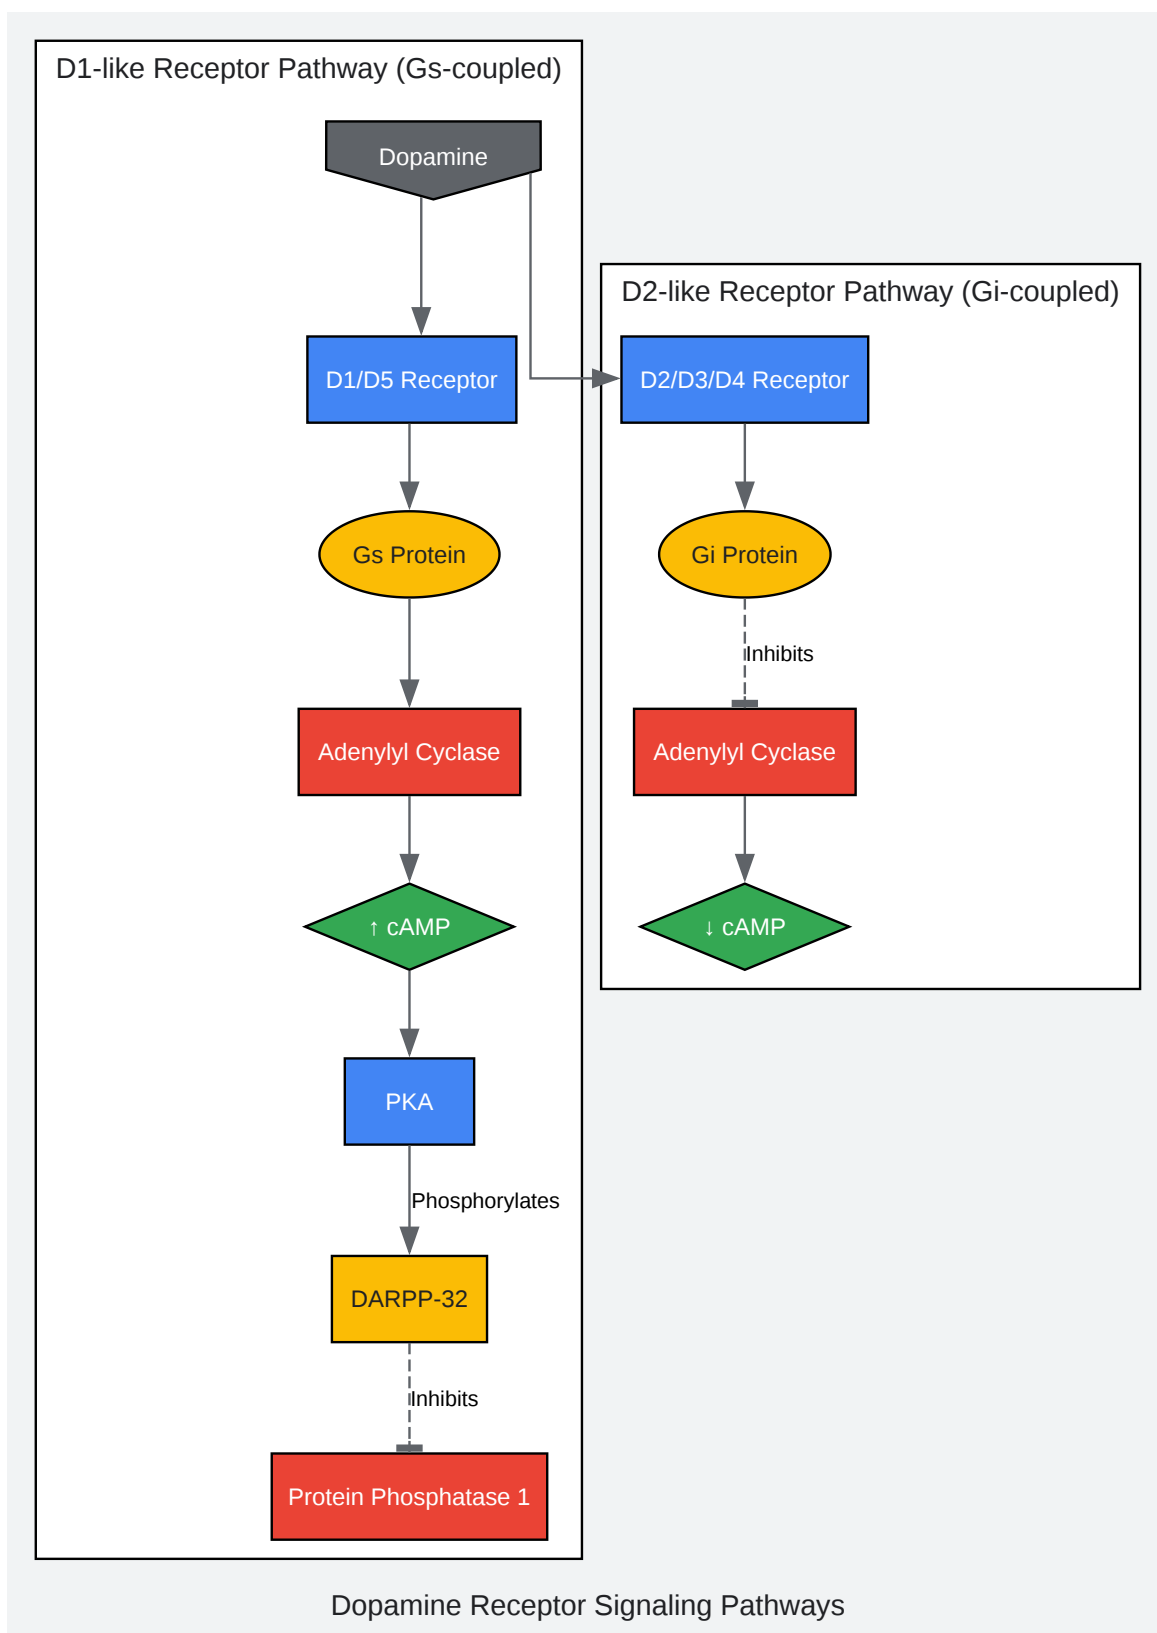 D1-like Receptor Pathway (Gs-coupled)
Dopamine
D1/D5 Receptor
Gs Protein
Adenylyl Cyclase
↑ cAMP
PKA
Phosphorylates
DARPP-32
Inhibits
Protein Phosphatase 1
D2-like Receptor Pathway (Gi-coupled)
D2/D3/D4 Receptor
Gi Protein
Inhibits
Adenylyl Cyclase
↓ cAMP
Dopamine Receptor Signaling Pathways